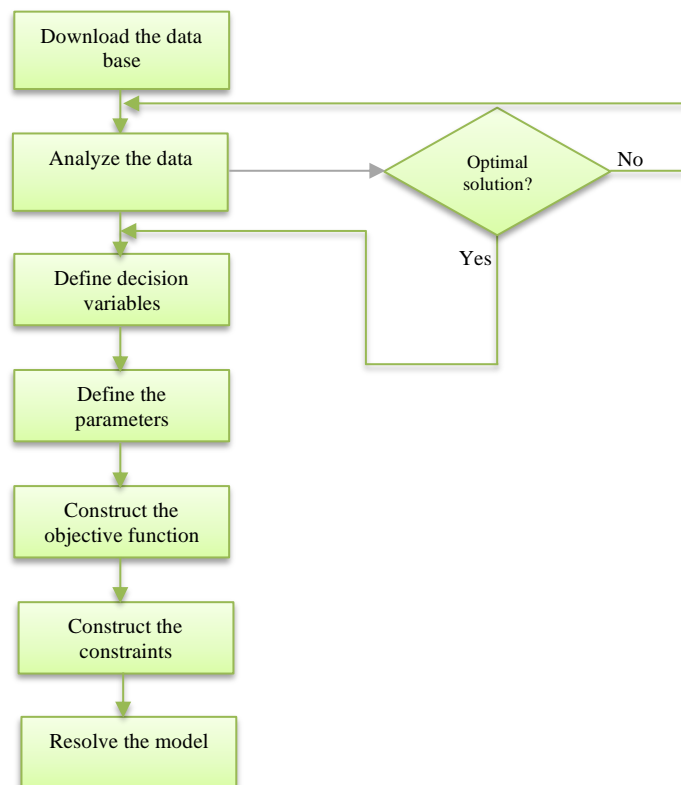 Download the data
base
Analyze the data
Optimal
solution?
No
Yes
Define decision
variables
Define the
parameters
Construct the
objective function
Construct the
constraints
Resolve the model